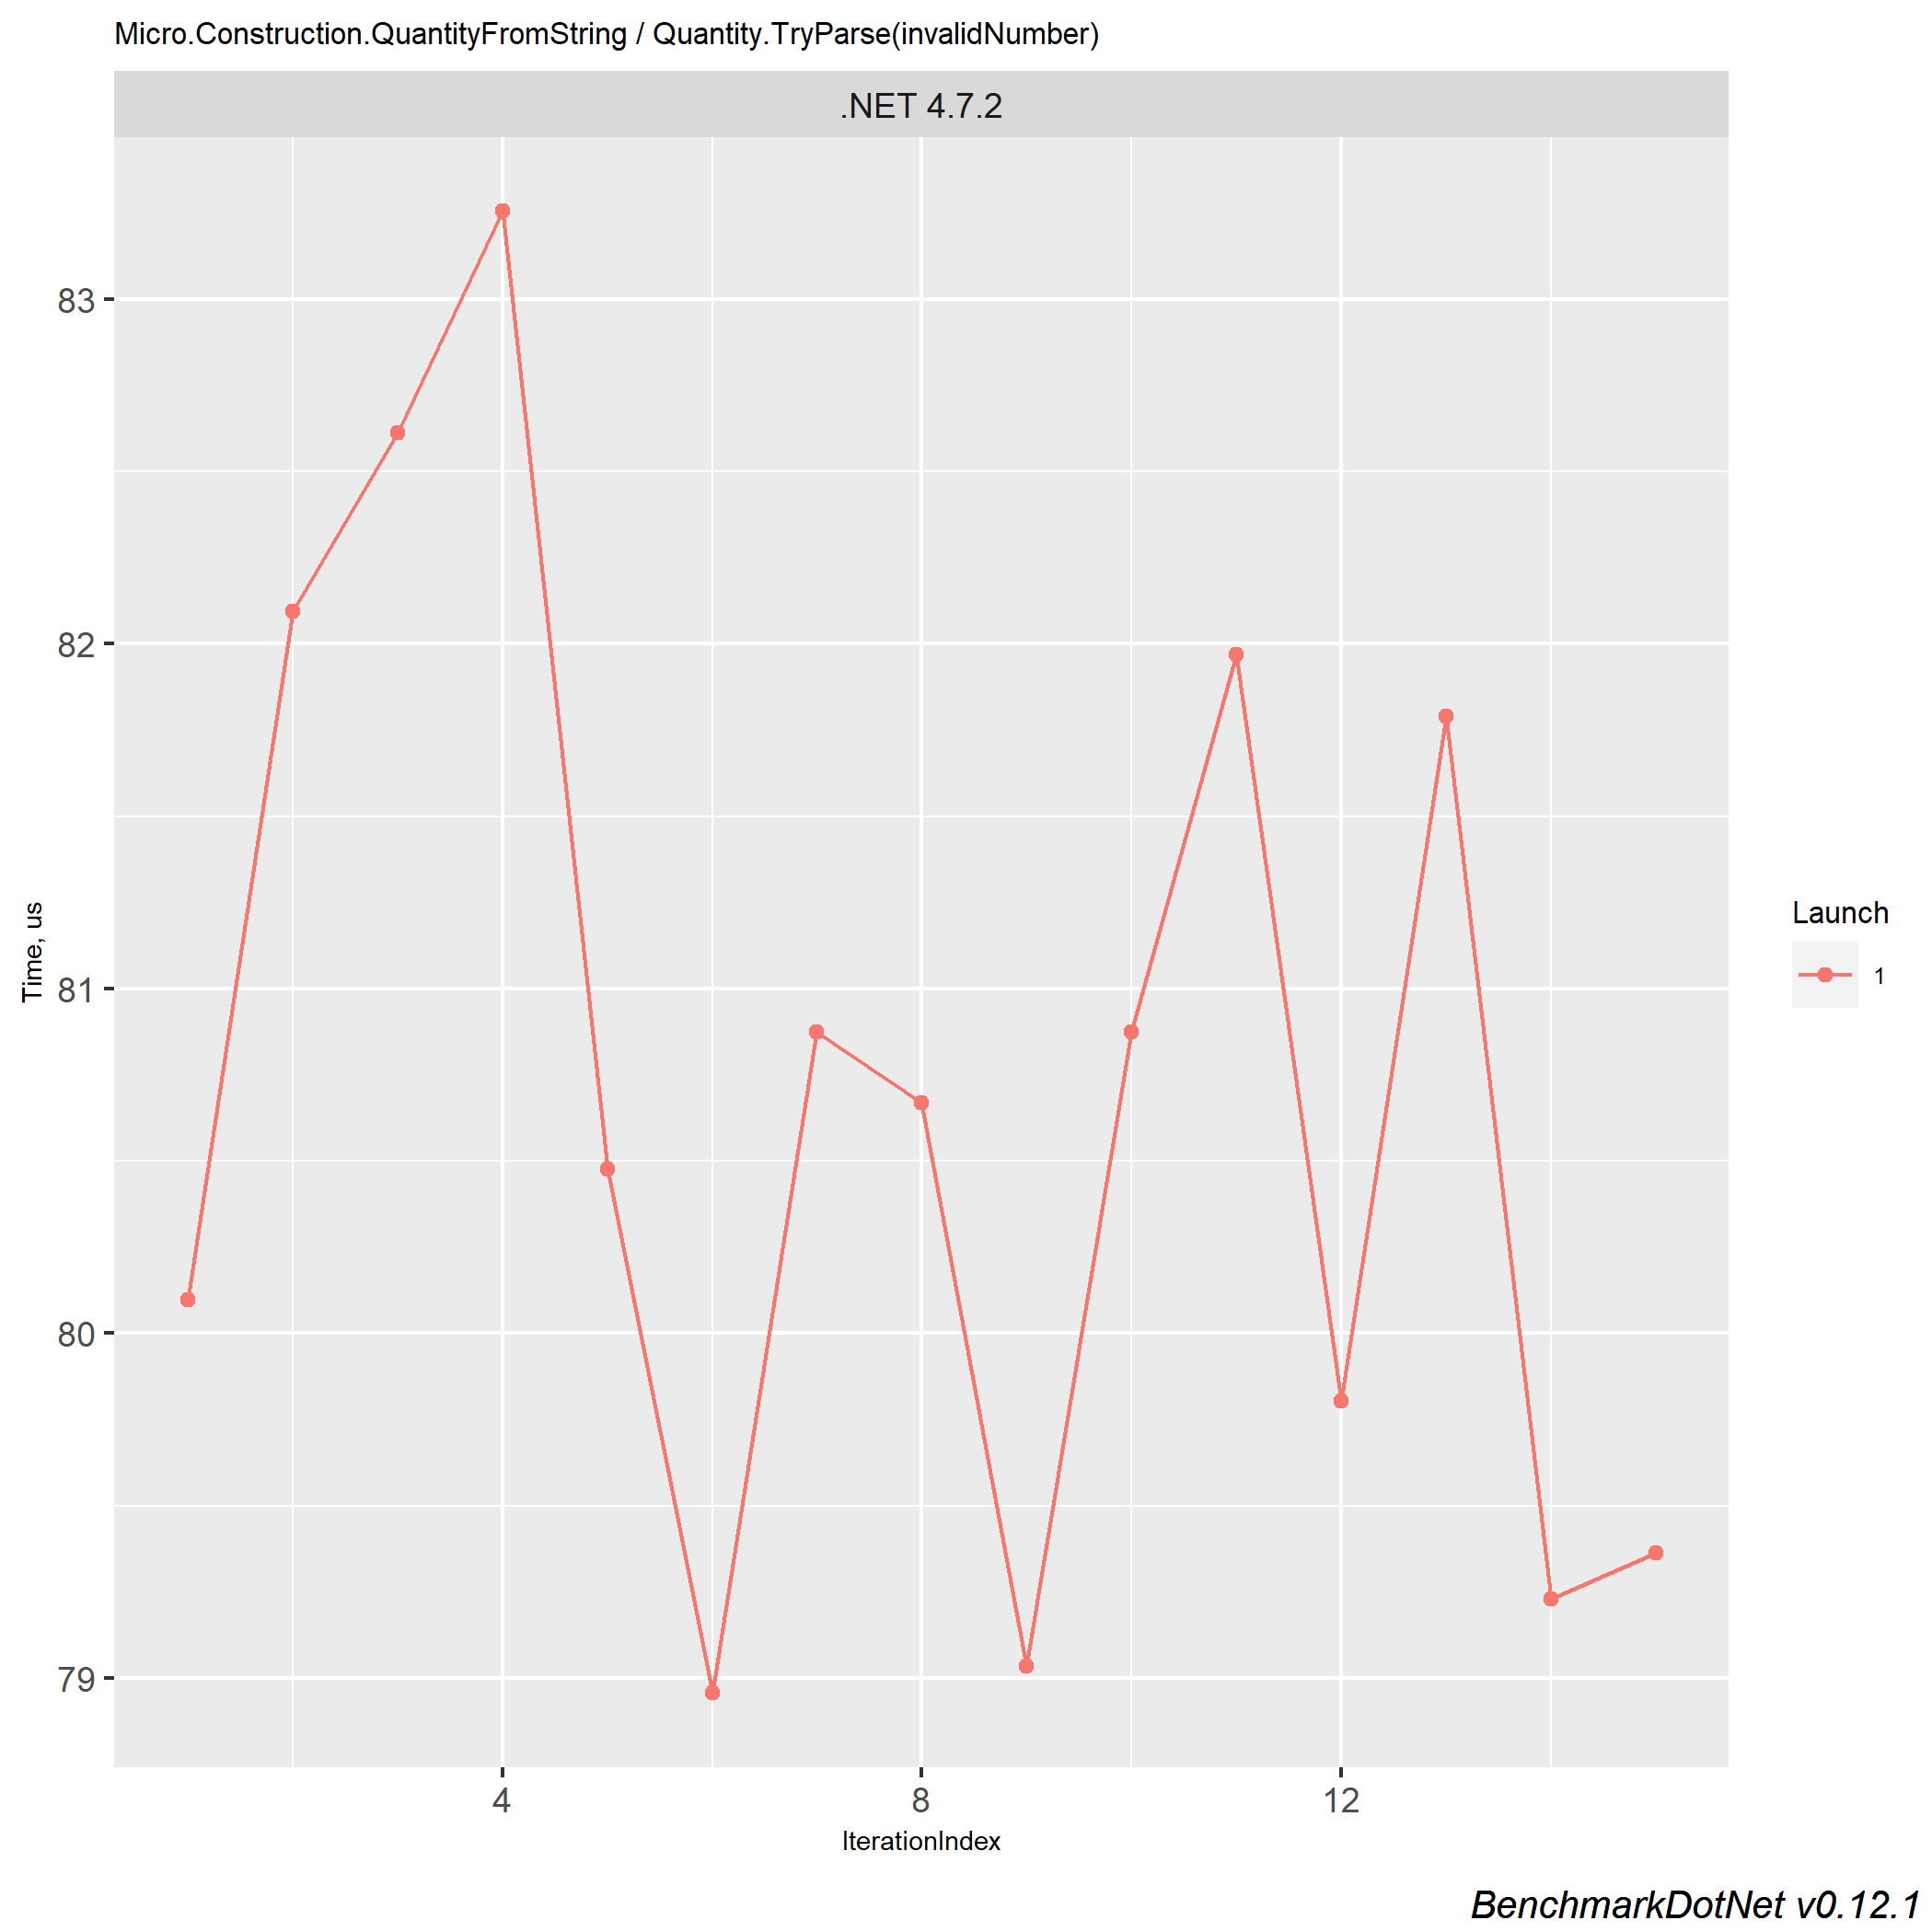 Micro.Construction.QuantityFromString / Quantity.TryParse(invalidNumber)
.NET 4.7.2
83
82
81
80
79
Time, us
4
8
12
IterationIndex
Launch
1
BenchmarkDotNet v0.12.1